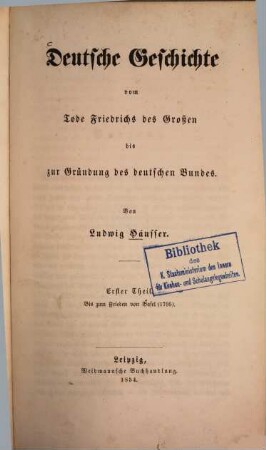 Deutsche Geschichte
vom
Tode Friedrichs des Großen
bis
zur Gründung des deutschen Bundes.
Von
Ludwig Häusser.
Bibliothek
des
K. Staatsministerium des Innern
für Kirchen- und Schulangelegenheiten.
Erster Theil
Bis zum Frieden von Basel (1795).
Leipzig,
Weidmannsche Buchhandlung.
1854.